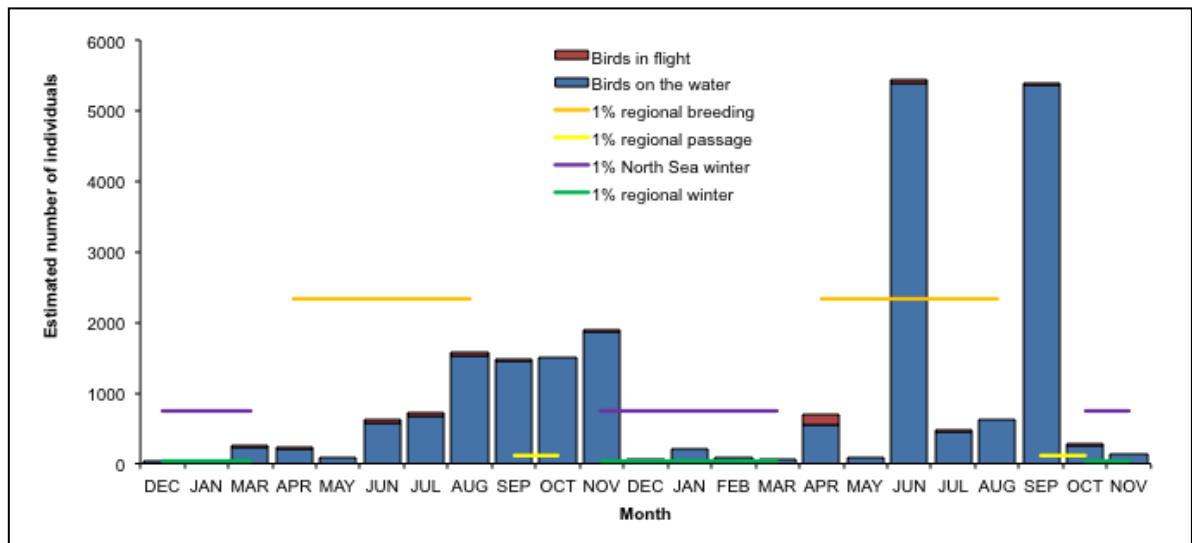 6000
5000
4000
3000
2000
1000
0
Estimated number of individuals
Birds in flight
Birds on the water
1% regional breeding
1% regional passage
1% North Sea winter
1% regional winter
DEC JAN MAR APR MAY JUN JUL AUG SEP OCT NOV DEC JAN FEB MAR APR MAY JUN JUL AUG SEP OCT NOV
Month